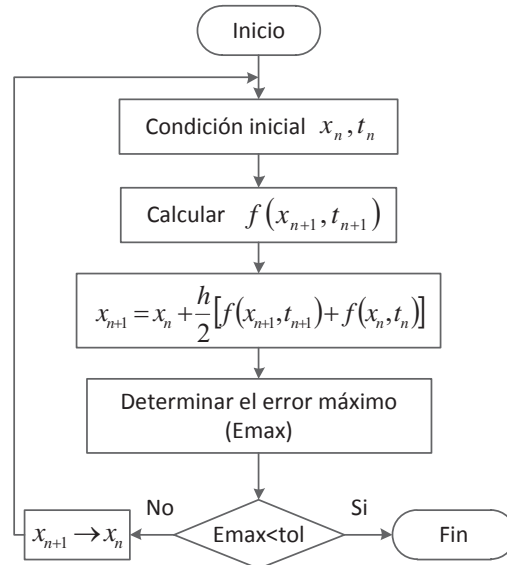 Inicio
Condición inicial x_n, t_n
Calcular f(x_{n+1}, t_{n+1})
x_{n+1} = x_n + \frac{h}{2}[f(x_{n+1}, t_{n+1}) + f(x_n, t_n)]
Determinar el error máximo
(Emax)
No
Si
x_{n+1} → x_n
Emax<tol
Fin